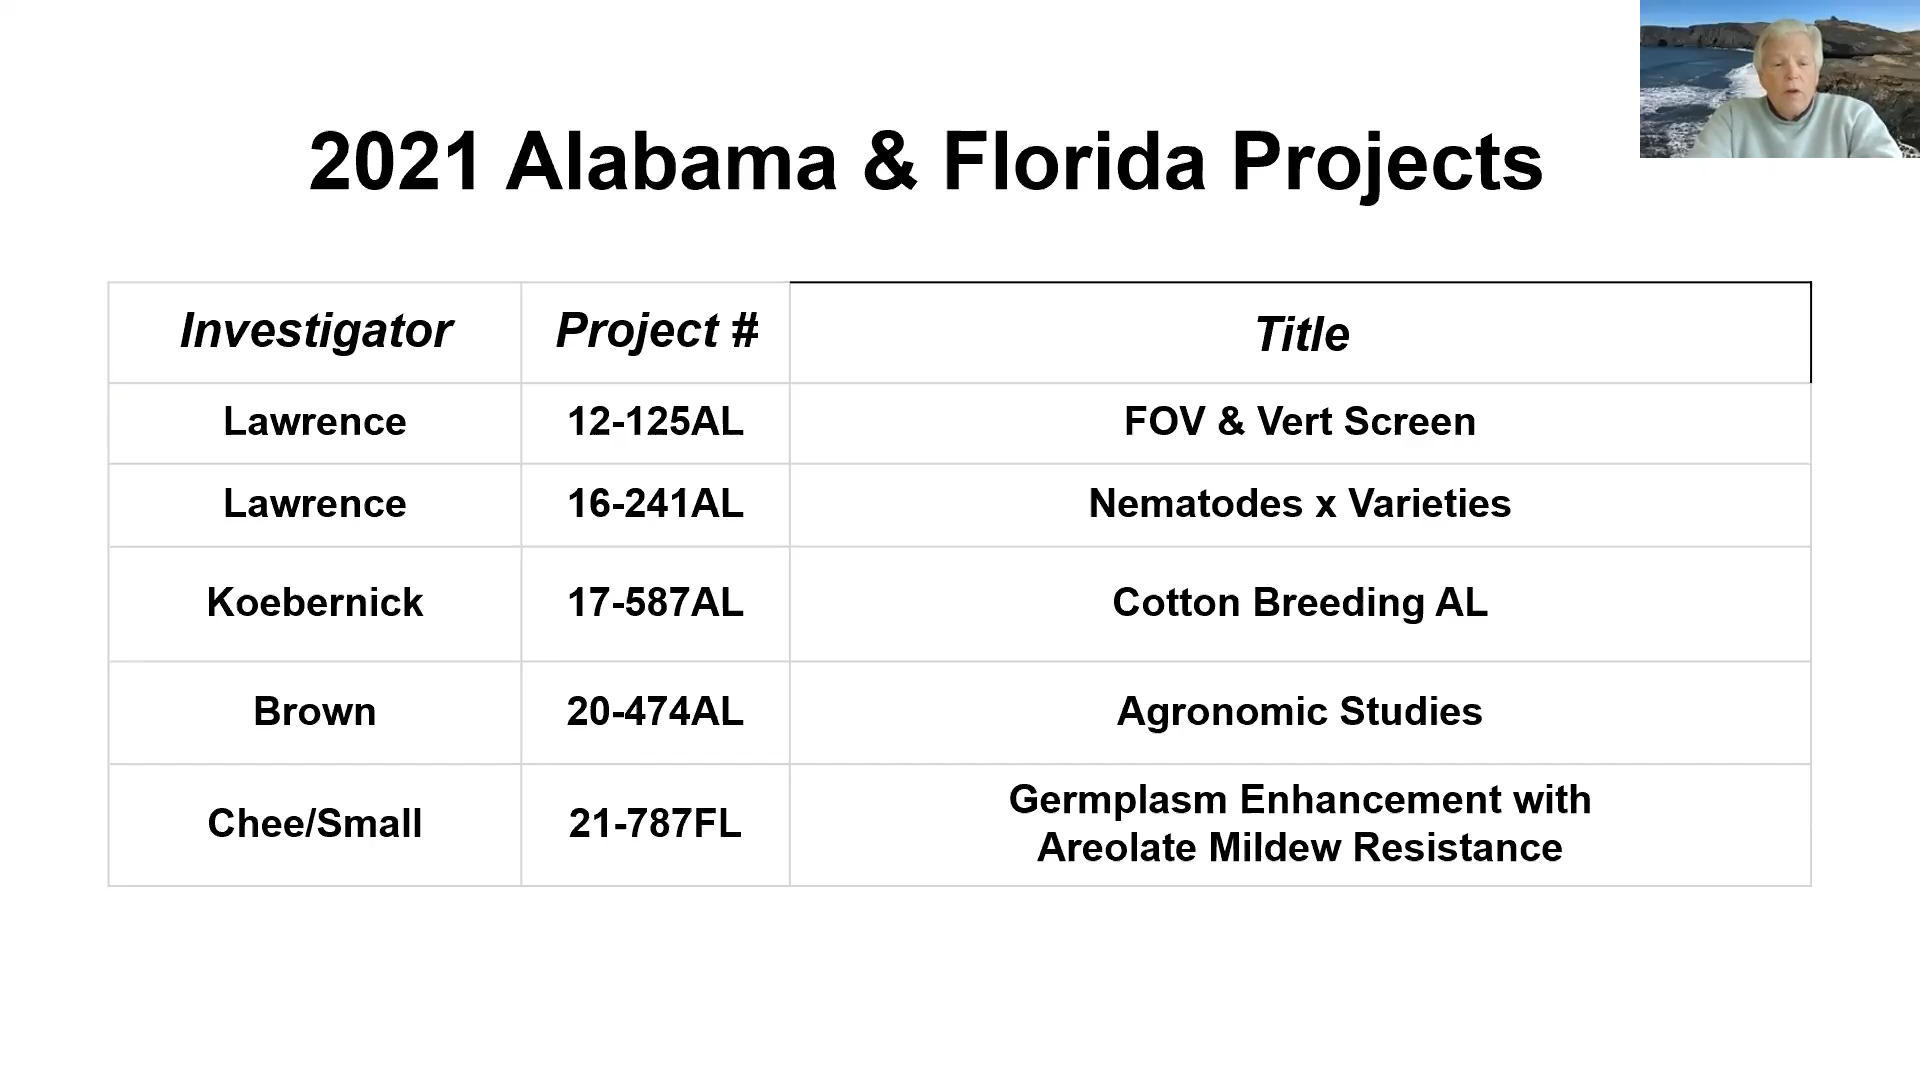 2021 Alabama & Florida Projects
Investigator Project # Title
Lawrence 12-125AL FOV & Vert Screen
Lawrence 16-241AL Nematodes x Varieties
Koebernick 17-587AL Cotton Breeding AL
Brown 20-474AL Agronomic Studies
Chee/Small 21-787FL Germplasm Enhancement with
Areolate Mildew Resistance